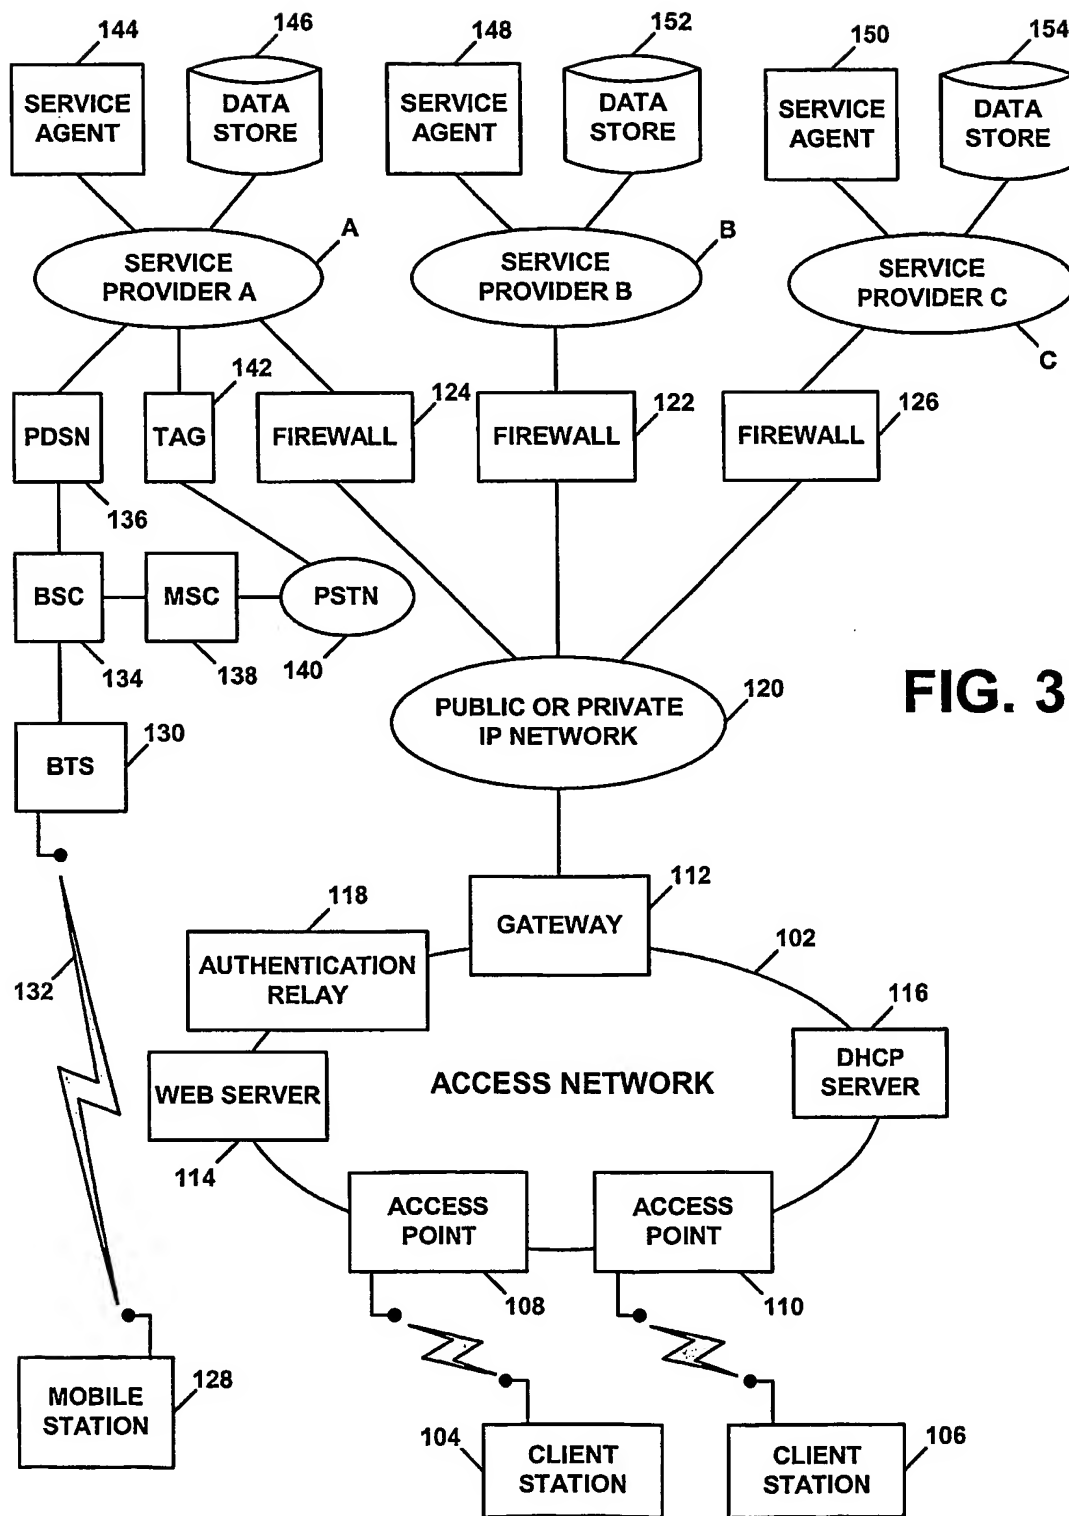 144
146
148
152
150
154
SERVICE
AGENT
DATA
STORE
SERVICE
AGENT
DATA
STORE
SERVICE
AGENT
DATA
STORE
A
B
SERVICE
PROVIDER A
SERVICE
PROVIDER B
SERVICE
PROVIDER C
C
142
124
122
126
PDSN
TAG
FIREWALL
FIREWALL
FIREWALL
136
BSC
MSC
PSTN
134
138
140
120
PUBLIC OR PRIVATE
IP NETWORK
FIG. 3
130
BTS
112
118
GATEWAY
102
132
AUTHENTICATION
RELAY
116
WEB SERVER
ACCESS NETWORK
DHCP
SERVER
114
ACCESS
POINT
ACCESS
POINT
108
110
128
MOBILE
STATION
104
CLIENT
STATION
106
CLIENT
STATION